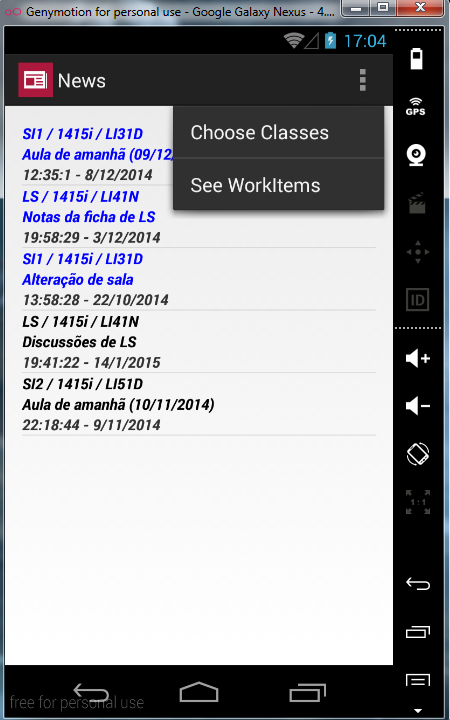 Genymotion for personal use - Google Galaxy Nexus - 4....
17:04
News
Choose Classes
See WorkItems
SI1 / 1415i / LI31D
Aula de amanhã (09/12/
12:35:1 - 8/12/2014
LS / 1415i / LI41N
Notas da ficha de LS
19:58:29 - 3/12/2014
SI1 / 1415i / LI31D
Alteração de sala
13:58:28 - 22/10/2014
LS / 1415i / LI41N
Discussões de LS
19:41:22 - 14/1/2015
SI2 / 1415i / LI51D
Aula de amanhã (10/11/2014)
22:18:44 - 9/11/2014
GPS
ID
1:1
free for personal use